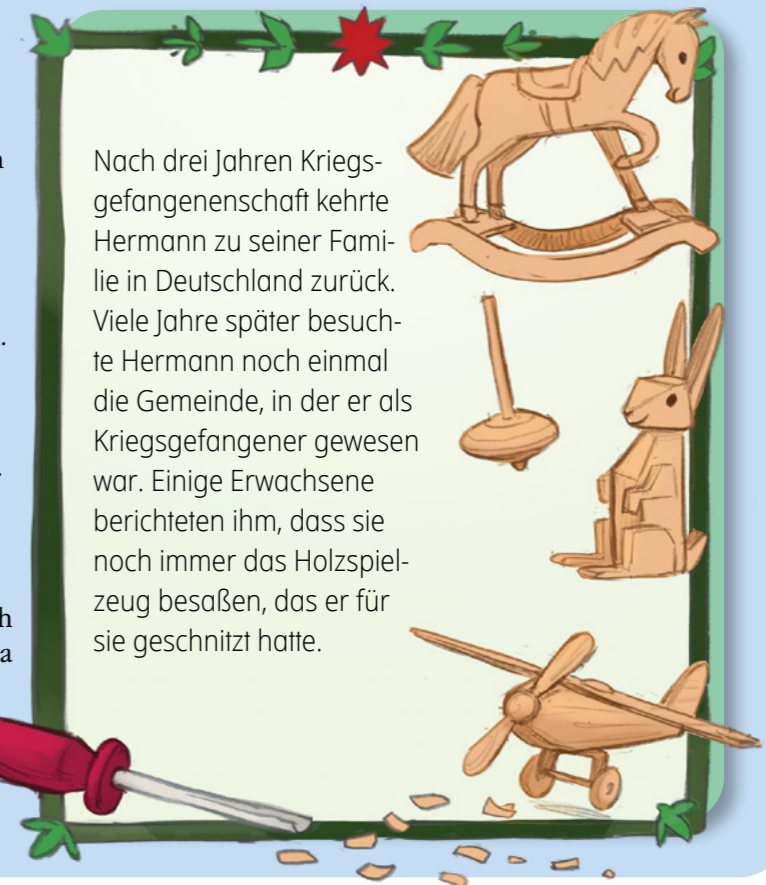 Nach drei Jahren Kriegs-
gefangenenschaft kehrte
Hermann zu seiner Fami-
lie in Deutschland zurück.
Viele Jahre später besuch-
te Hermann noch einmal
die Gemeinde, in der er als
Kriegsgefangener gewesen
war. Einige Erwachsene
berichteten ihm, dass sie
noch immer das Holzspiel-
zeug besaßen, das er für
sie geschnitzt hatte.